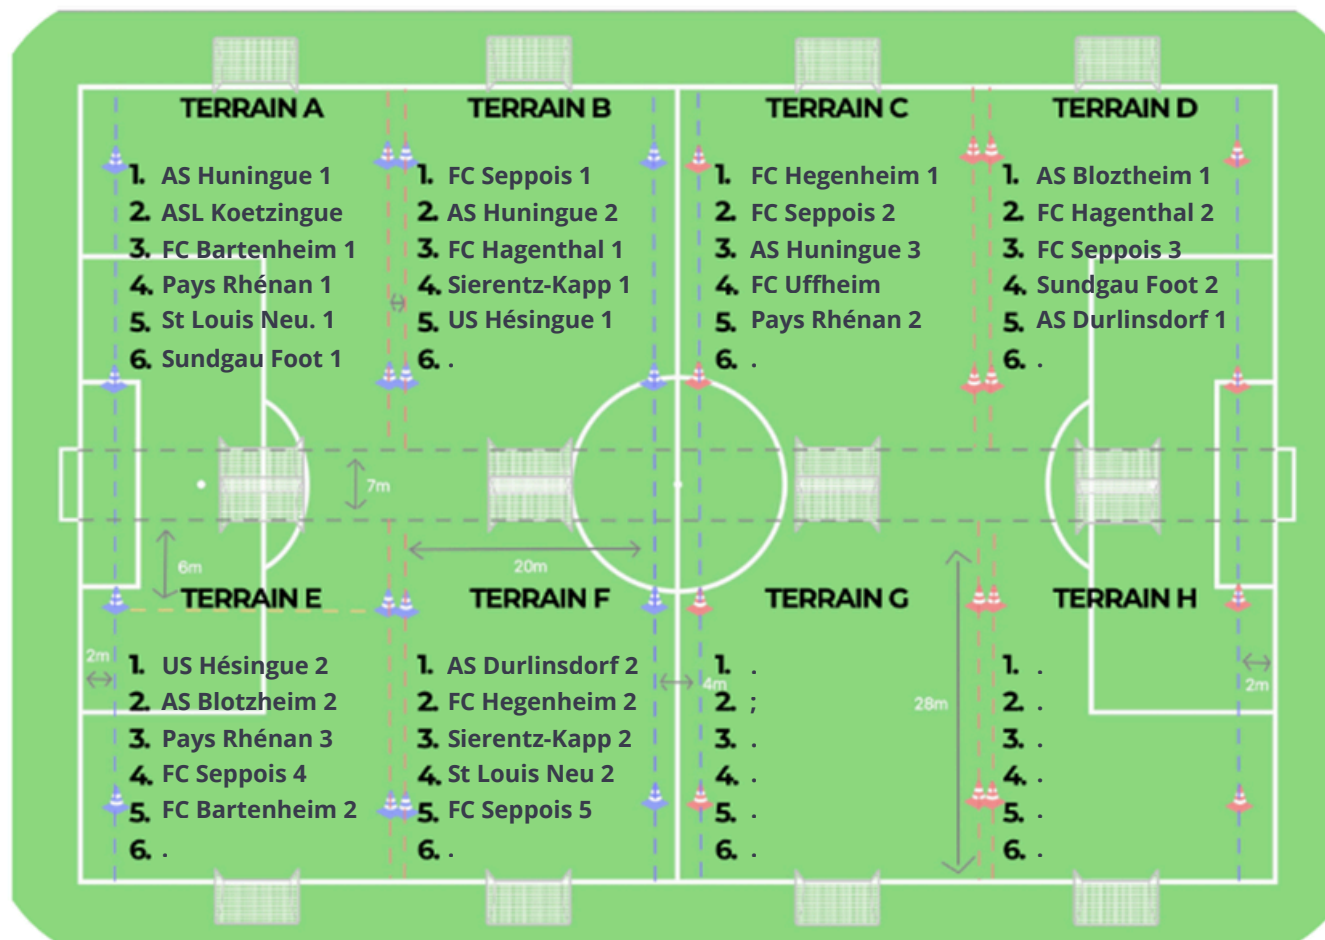 TERRAIN A
1. AS Huningue 1
2. ASL Koetzingue
3. FC Bartenheim 1
4. Pays Rhénan 1
5. St Louis Neu. 1
6. Sundgau Foot 1
TERRAIN B
1. FC Seppois 1
2. AS Huningue 2
3. FC Hagenthal 1
4. Sierentz-Kapp 1
5. US Hésingue 1
6. .
TERRAIN C
1. FC Hegenheim 1
2. FC Seppois 2
3. AS Huningue 3
4. FC Uffheim
5. Pays Rhénan 2
6. .
TERRAIN D
1. AS Bloztheim 1
2. FC Hagenthal 2
3. FC Seppois 3
4. Sundgau Foot 2
5. AS Durlinsdorf 1
6. .
7m
6m
20m
TERRAIN E
2m
1. US Hésingue 2
2. AS Blotzheim 2
3. Pays Rhénan 3
4. FC Seppois 4
5. FC Bartenheim 2
6. .
TERRAIN F
1. AS Durlinsdorf 2
2. FC Hegenheim 2
3. Sierentz-Kapp 2
4. St Louis Neu 2
5. FC Seppois 5
6. .
4m
TERRAIN G
1. .
2. ;
3. .
4. .
5. .
6. .
28m
TERRAIN H
1. .
2. .
3. .
4. .
5. .
6. .
2m